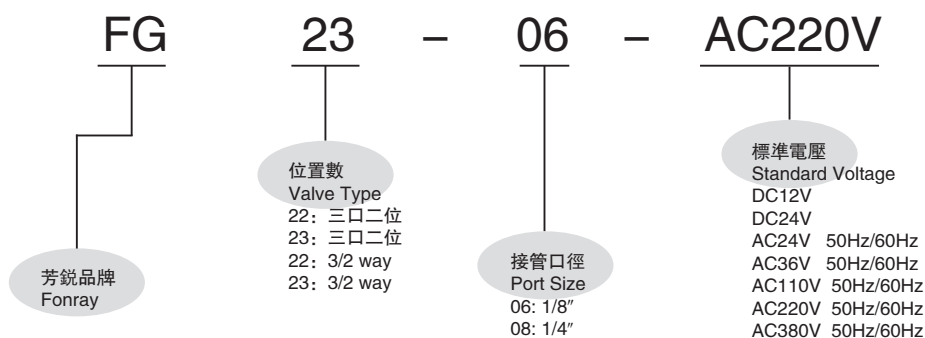 FG 23 – 06 – AC220V
芳鋭品牌
Fonray
位置數
Valve Type
22：三口二位
23：三口二位
22：3/2 way
23：3/2 way
接管口徑
Port Size
06: 1/8″
08: 1/4″
標準電壓
Standard Voltage
DC12V
DC24V
AC24V 50Hz/60Hz
AC36V 50Hz/60Hz
AC110V 50Hz/60Hz
AC220V 50Hz/60Hz
AC380V 50Hz/60Hz